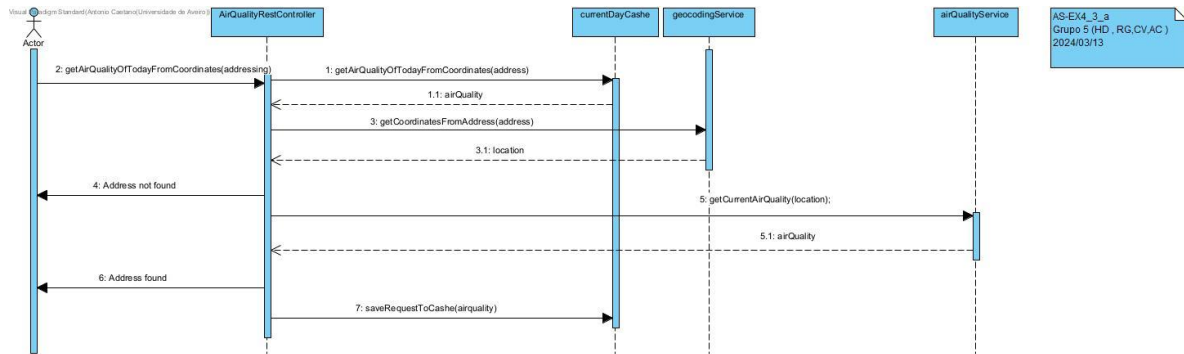 Visual Paradigm Standard(Antonio Caetano(Universidade de Aveiro))
Actor
AirQualityRestController
currentDayCashe
geocodingService
airQualityService
AS-EX4_3_a
Grupo 5 (HD , RG,CV,AC )
2024/03/13
2: getAirQualityOfTodayFromCoordinates(addressing)
1: getAirQualityOfTodayFromCoordinates(address)
1.1: airQuality
3: getCoordinatesFromAddress(address)
3.1: location
4: Address not found
5: getCurrentAirQuality(location);
5.1: airQuality
6: Address found
7: saveRequestToCashe(airquality)